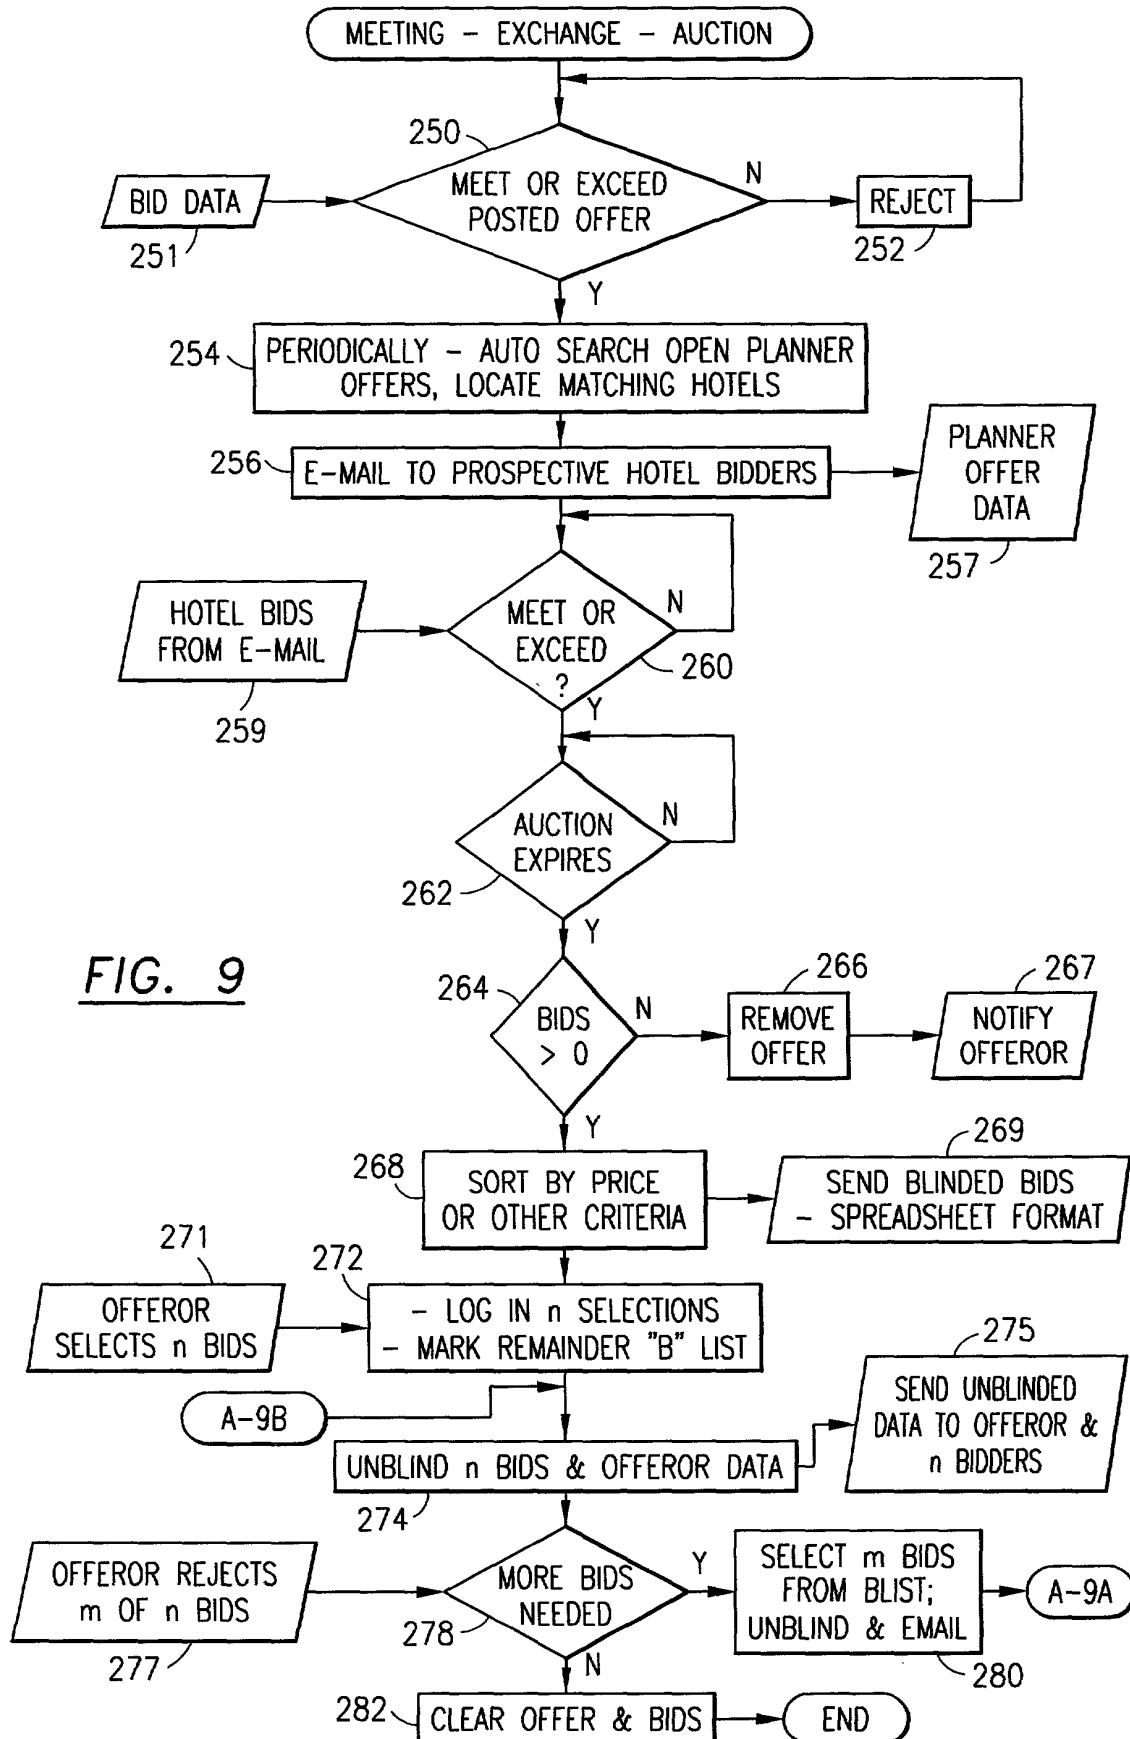 MEETING - EXCHANGE - AUCTION
250
MEET OR EXCEED
POSTED OFFER
N
BID DATA
251
REJECT
252
Y
254
PERIODICALLY - AUTO SEARCH OPEN PLANNER
OFFERS, LOCATE MATCHING HOTELS
256
E-MAIL TO PROSPECTIVE HOTEL BIDDERS
PLANNER
OFFER
DATA
257
HOTEL BIDS
FROM E-MAIL
259
MEET OR
EXCEED
?
N
260
Y
AUCTION
EXPIRES
N
262
Y
FIG. 9
264
BIDS
> 0
N
266
REMOVE
OFFER
267
NOTIFY
OFFEROR
Y
268
SORT BY PRICE
OR OTHER CRITERIA
269
SEND BLINDED BIDS
- SPREADSHEET FORMAT
271
OFFEROR
SELECTS n BIDS
272
- LOG IN n SELECTIONS
- MARK REMAINDER "B" LIST
275
SEND UNBLINDED
DATA TO OFFEROR &
n BIDDERS
A-9B
UNBLIND n BIDS & OFFEROR DATA
274
OFFEROR REJECTS
m OF n BIDS
277
MORE BIDS
NEEDED
278
Y
SELECT m BIDS
FROM BLIST;
UNBLIND & EMAIL
280
A-9A
N
282
CLEAR OFFER & BIDS
END